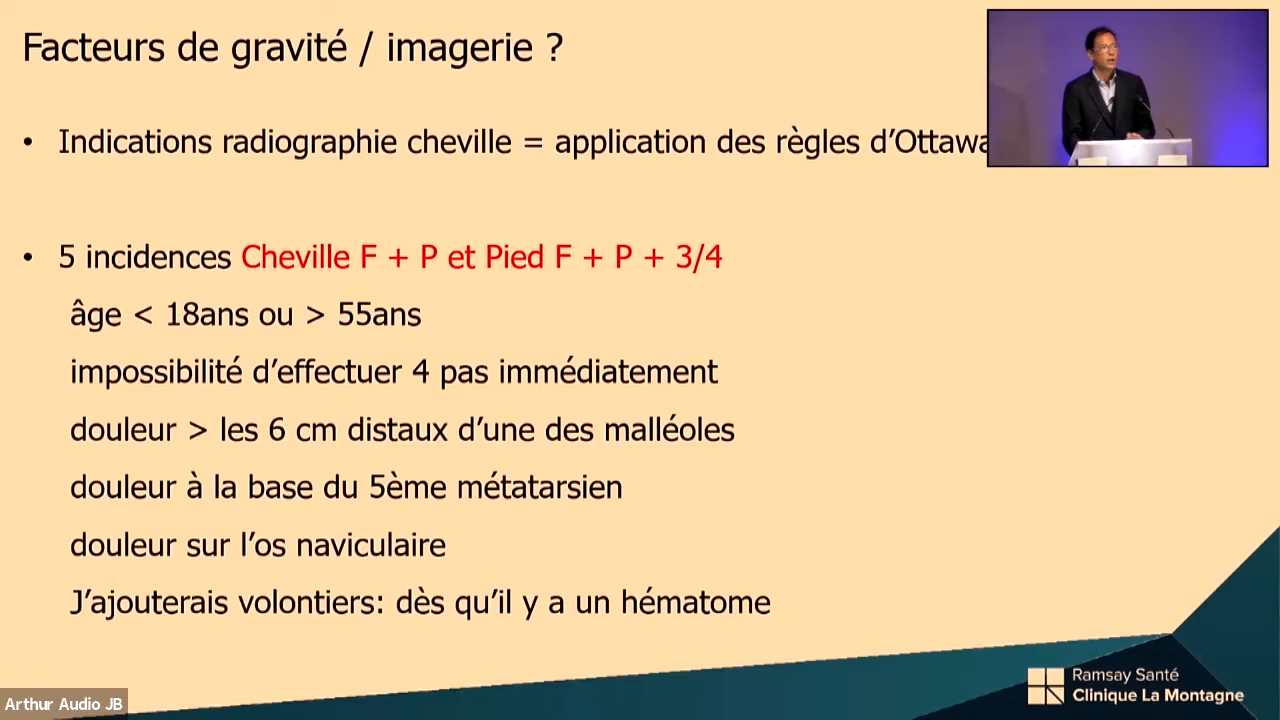 Facteurs de gravité / imagerie ?
• Indications radiographie cheville = application des règles d’Ottawa
• 5 incidences Cheville F + P et Pied F + P + 3/4
âge < 18ans ou > 55ans
impossibilité d’effectuer 4 pas immédiatement
douleur > les 6 cm distaux d’une des malléoles
douleur à la base du 5ème métatarsien
douleur sur l’os naviculaire
J’ajouterais volontiers: dès qu’il y a un hématome
Ramsay Santé
Clinique La Montagne
Arthur Audio JB